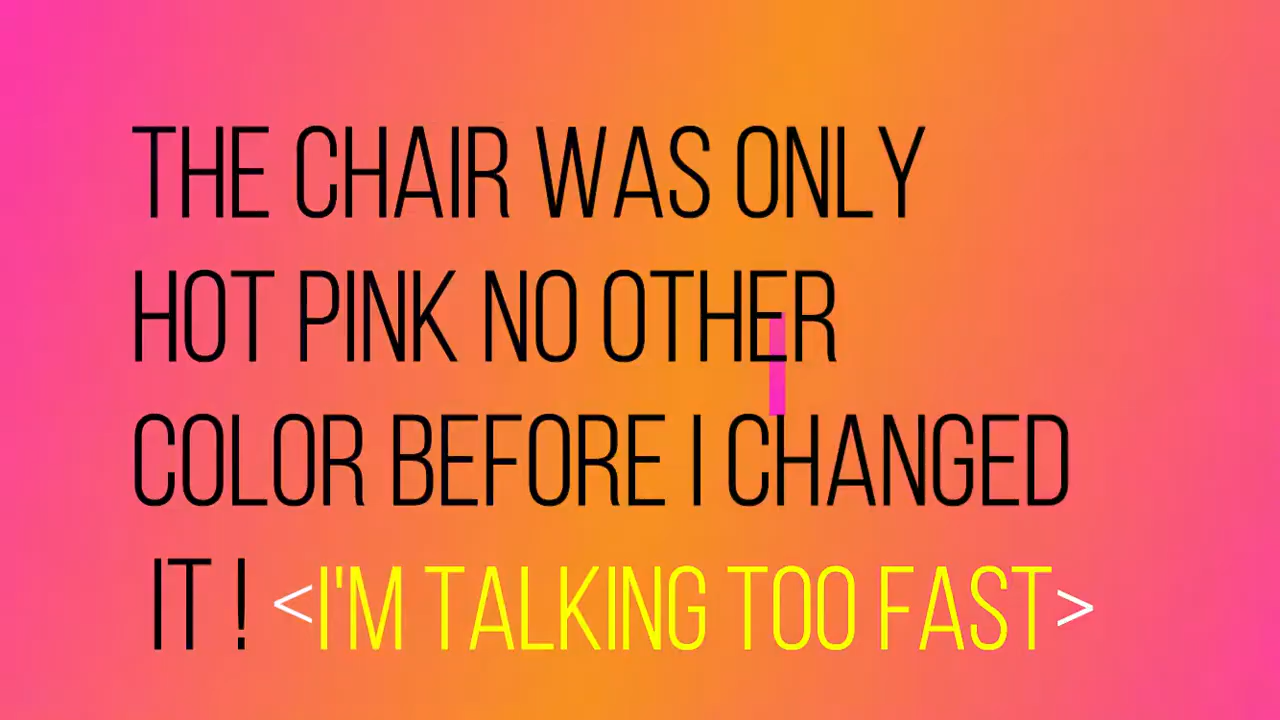 THE CHAIR WAS ONLY
HOT PINK NO OTHER
COLOR BEFORE I CHANGED
IT ! <I'M TALKING TOO FAST>